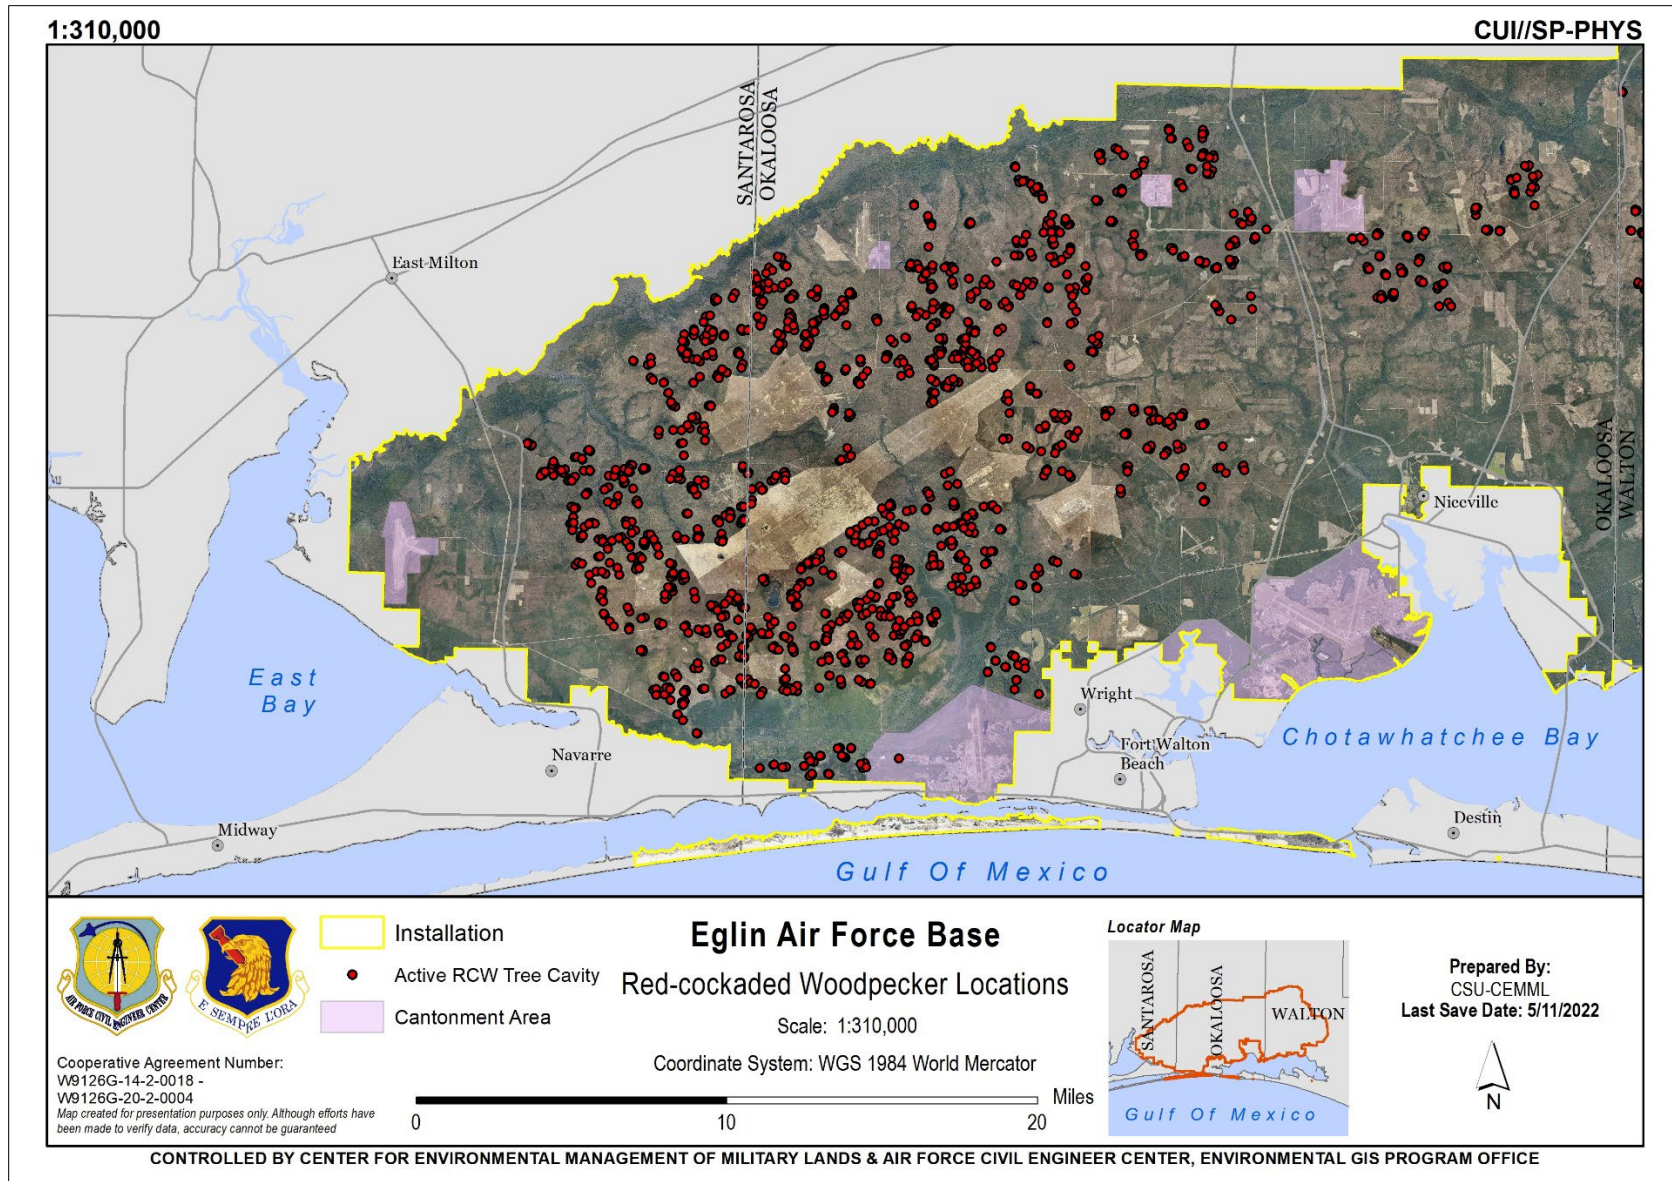 1:310,000
CUI//SP-PHYS
SANTAROSA
OKALOOSA
East Milton
OKALOOSA
WALTON
Niceville
East
Bay
Wright
Fort Walton
Beach
Chotawhatchee Bay
Navarre
Midway
Destin
Gulf Of Mexico
AIR FORCE CIVIL ENGINEER CENTER
E SEMPRE L'ORA
Installation
Active RCW Tree Cavity
Cantonment Area
Cooperative Agreement Number:
W9126G-14-2-0018 -
W9126G-20-2-0004
Map created for presentation purposes only. Although efforts have
been made to verify data, accuracy cannot be guaranteed
Eglin Air Force Base
Red-cockaded Woodpecker Locations
Scale: 1:310,000
Coordinate System: WGS 1984 World Mercator
Miles
0 10 20
Locator Map
SANTAROSA
OKALOOSA
WALTON
Gulf Of Mexico
Prepared By:
CSU-CEMML
Last Save Date: 5/11/2022
N
CONTROLLED BY CENTER FOR ENVIRONMENTAL MANAGEMENT OF MILITARY LANDS & AIR FORCE CIVIL ENGINEER CENTER, ENVIRONMENTAL GIS PROGRAM OFFICE